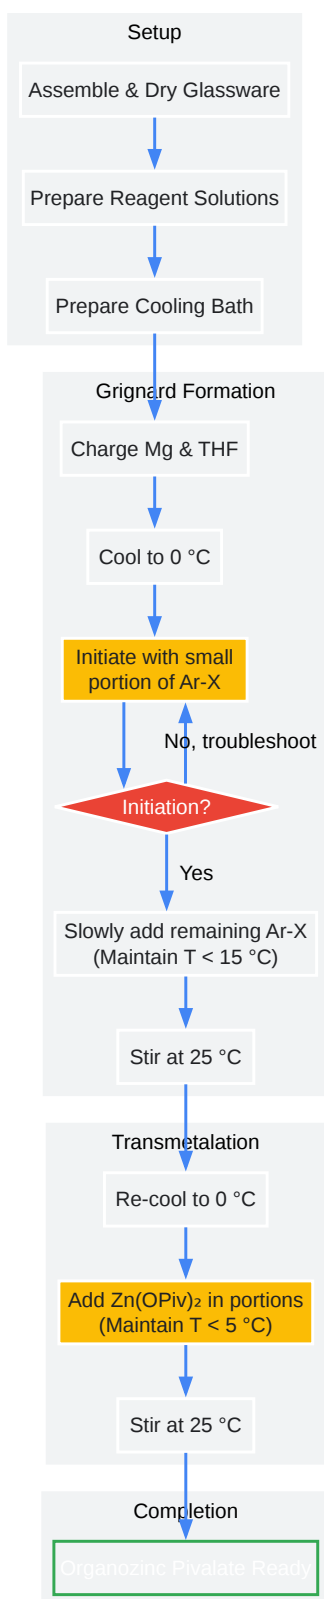 Setup
Assemble & Dry Glassware
Prepare Reagent Solutions
Prepare Cooling Bath
Grignard Formation
Charge Mg & THF
Cool to 0 °C
Initiate with small
portion of Ar-X
No, troubleshoot
Initiation?
Yes
Slowly add remaining Ar-X
(Maintain T < 15 °C)
Stir at 25 °C
Transmetalation
Re-cool to 0 °C
Add Zn(OPiv)₂ in portions
(Maintain T < 5 °C)
Stir at 25 °C
Completion
Organozinc Pivalate Ready